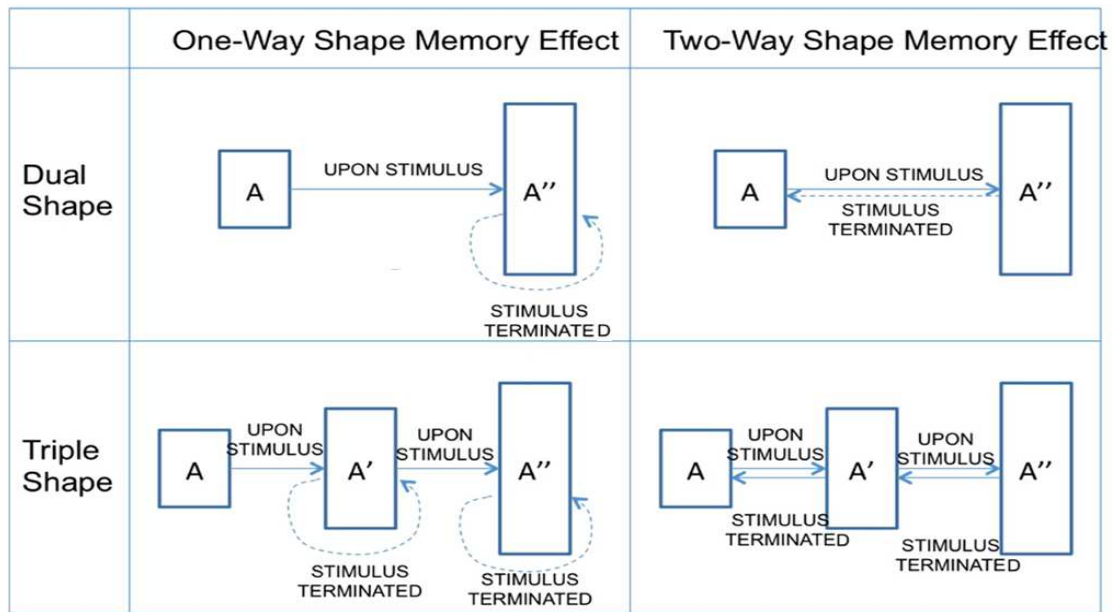 One-Way Shape Memory Effect
Two-Way Shape Memory Effect
Dual
Shape
A
UPON STIMULUS
A’’
STIMULUS
TERMINATED
A
UPON STIMULUS
STIMULUS
TERMINATED
A’’
Triple
Shape
A
UPON
STIMULUS
A’
UPON
STIMULUS
A’’
STIMULUS
TERMINATED
STIMULUS
TERMINATED
A
UPON
STIMULUS
A’
UPON
STIMULUS
A’’
STIMULUS
TERMINATED
STIMULUS
TERMINATED